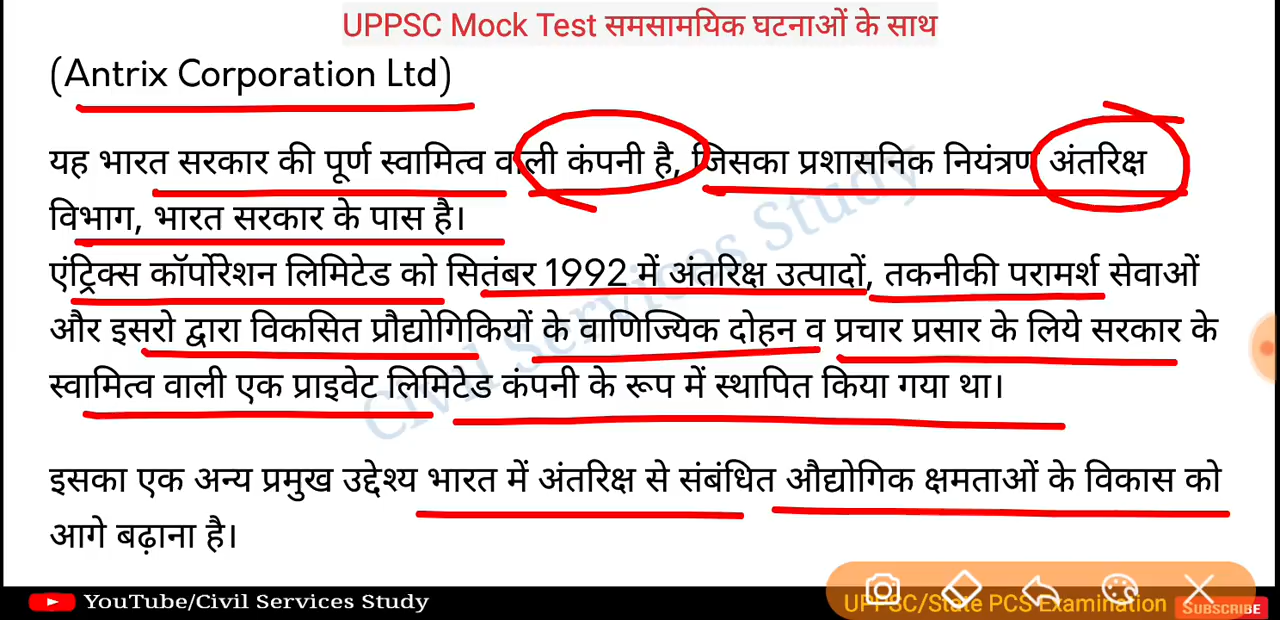 UPPSC Mock Test समसामयिक घटनाओं के साथ
(Antrix Corporation Ltd)
यह भारत सरकार की पूर्ण स्वामित्व वाली कंपनी है, जिसका प्रशासनिक नियंत्रण अंतरिक्ष
विभाग, भारत सरकार के पास है।
एंट्रिक्स कॉर्पोरेशन लिमिटेड को सितंबर 1992 में अंतरिक्ष उत्पादों, तकनीकी परामर्श सेवाओं
और इसरो द्वारा विकसित प्रौद्योगिकियों के वाणिज्यिक दोहन व प्रचार प्रसार के लिये सरकार के
स्वामित्व वाली एक प्राइवेट लिमिटेड कंपनी के रूप में स्थापित किया गया था।
इसका एक अन्य प्रमुख उद्देश्य भारत में अंतरिक्ष से संबंधित औद्योगिक क्षमताओं के विकास को
आगे बढ़ाना है।
Civil Services Study
YouTube/Civil Services Study
UPPSC/State PCS Examination
SUBSCRIBE